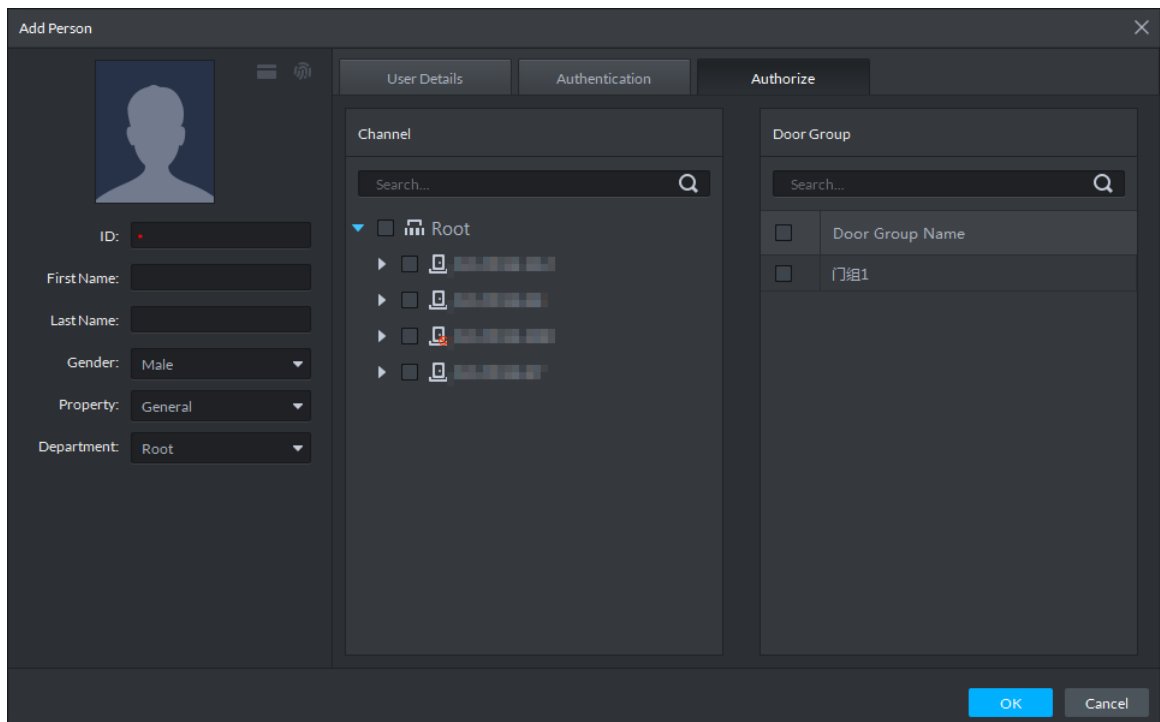 Add Person
User Details
Authentication
Authorize
Channel
Search...
Root
Door Group
Search...
Door Group Name
门组1
ID:
First Name:
Last Name:
Gender: Male
Property: General
Department: Root
OK
Cancel